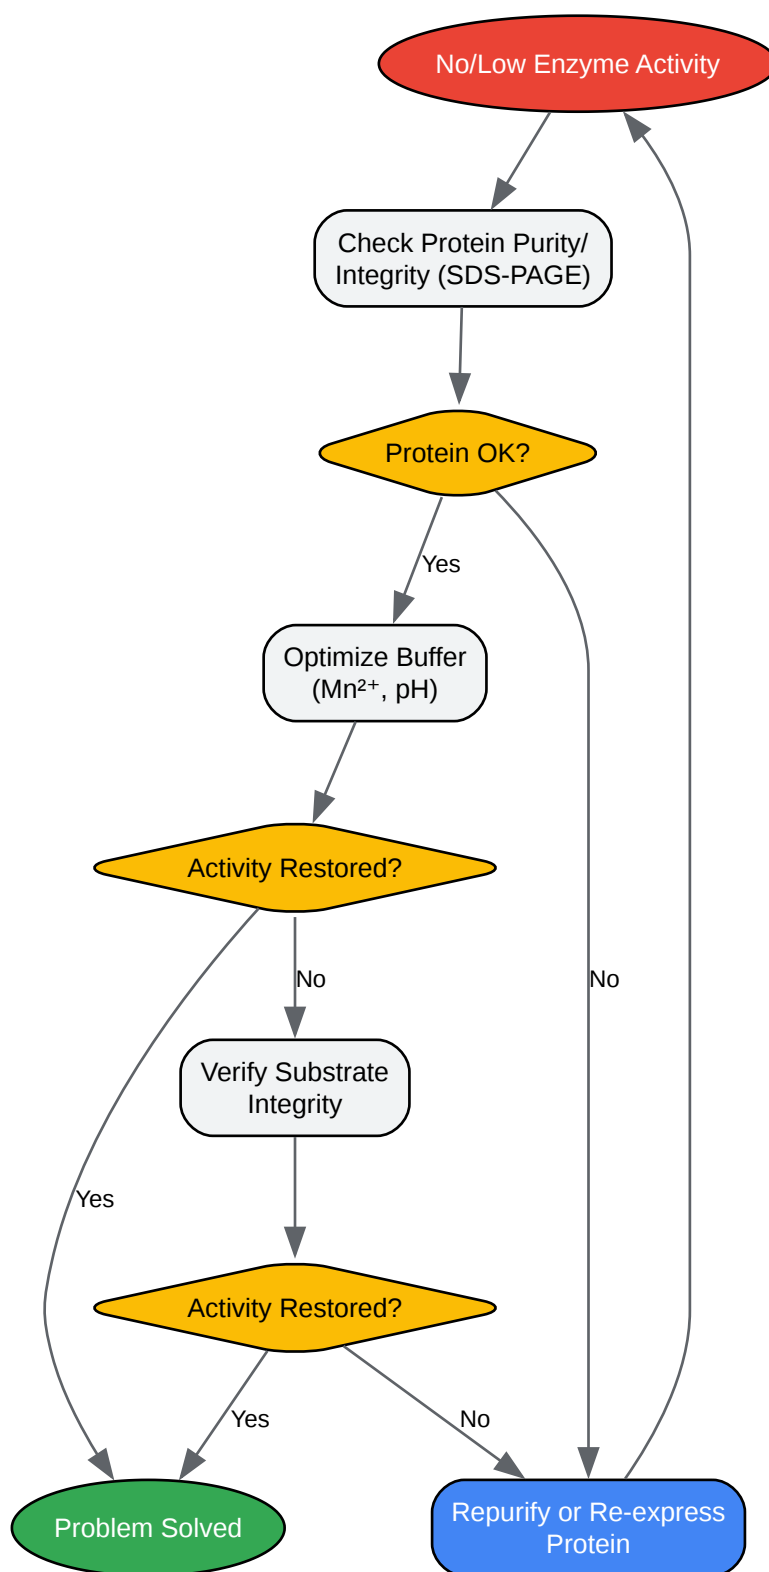 No/Low Enzyme Activity
Check Protein Purity/
Integrity (SDS-PAGE)
Protein OK?
Yes
Optimize Buffer
(Mn²⁺, pH)
Activity Restored?
No
No
Verify Substrate
Integrity
Yes
Activity Restored?
Yes
No
Problem Solved
Repurify or Re-express
Protein